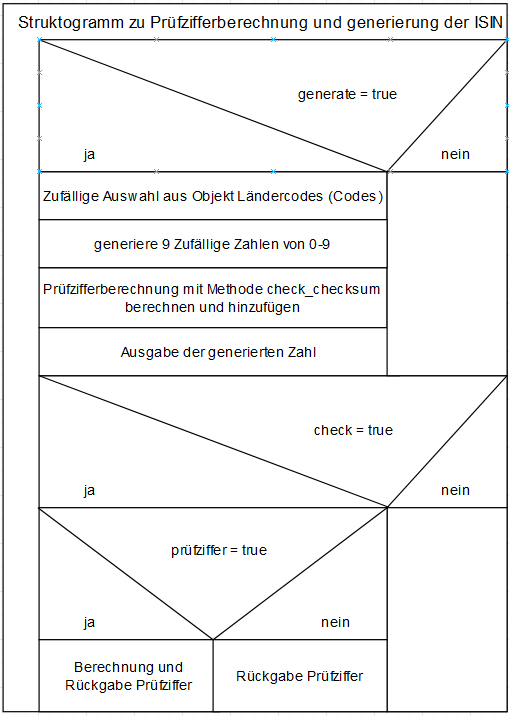 Struktogramm zu Prüfzifferberechnung und generierung der ISIN
generate = true
ja
nein
Zufällige Auswahl aus Objekt Ländercodes (Codes)
generiere 9 Zufällige Zahlen von 0-9
Prüfzifferberechnung mit Methode check_checksum
berechnen und hinzufügen
Ausgabe der generierten Zahl
check = true
ja
nein
prüfziffer = true
ja
nein
Berechnung und
Rückgabe Prüfziffer
Rückgabe Prüfziffer